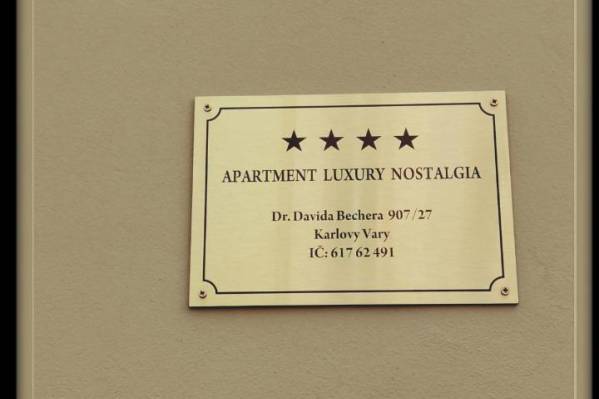 APARTMENT LUXURY NOSTALGIA
Dr. Davida Bechera 907/27
Karlovy Vary
IČ: 617 62 491